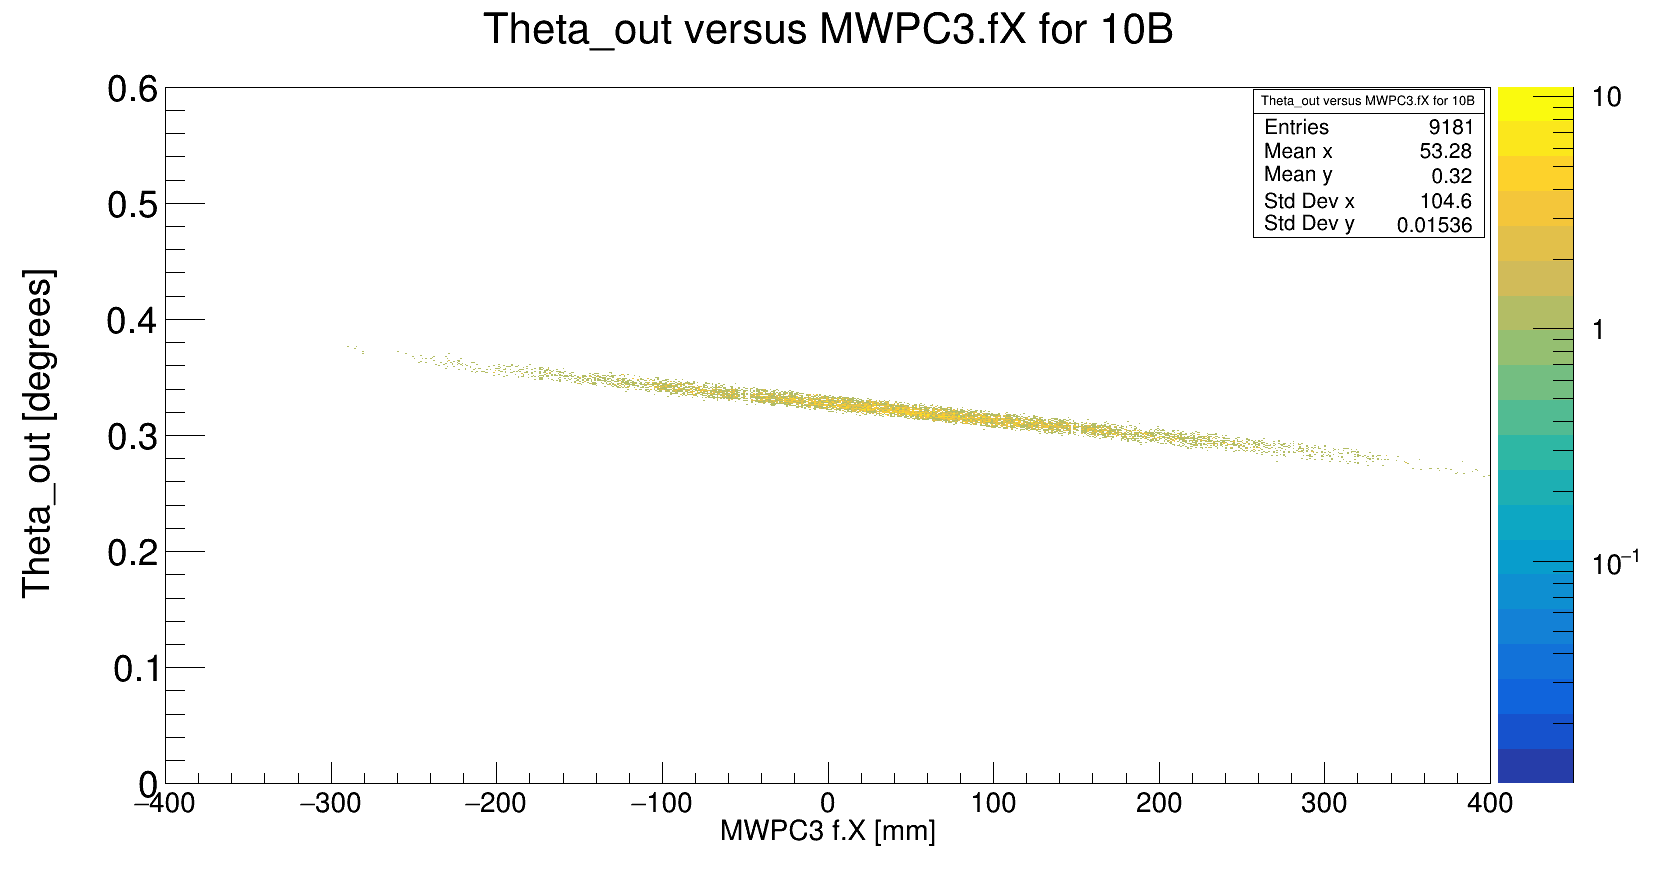 Theta_out versus MWPC3.fX for 10B
Theta_out versus MWPC3.fX for 10B
Entries 9181
Mean x 53.28
Mean y 0.32
Std Dev x 104.6
Std Dev y 0.01536
Theta_out [degrees]
0.6
0.5
0.4
0.3
0.2
0.1
0
−400 −300 −200 −100 0 100 200 300 400
MWPC3 f.X [mm]
10
1
10−1